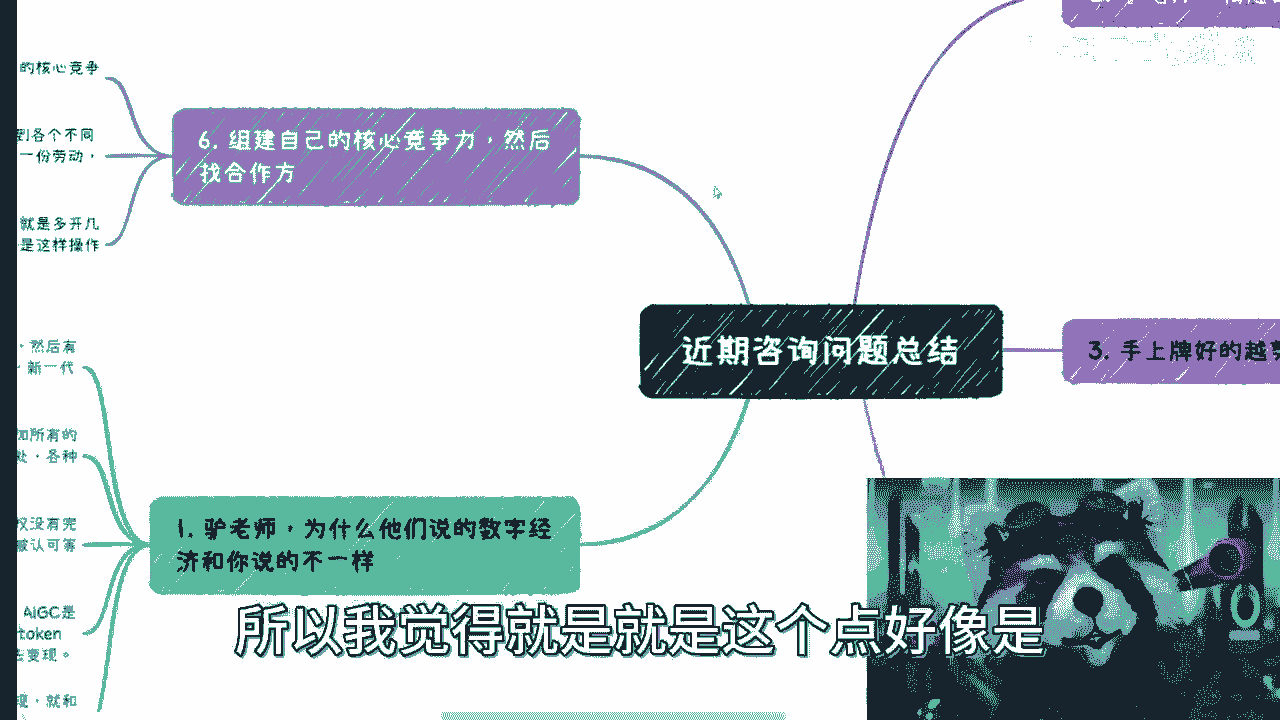 的核心竞争
到各个不同
一份劳动，
就是多开几
是这样操作
6. 组建自己的核心竞争力，然后
找合作方
近期咨询问题总结
3. 手上牌好的越
，然后有
新一代
加所有的
处，各种
权没有完
被认可等
AIGC是
token
去变现。
就和
1. 驴老师，为什么他们说的数字经
济和你说的不一样
所以我觉得就是就是这个点好像是